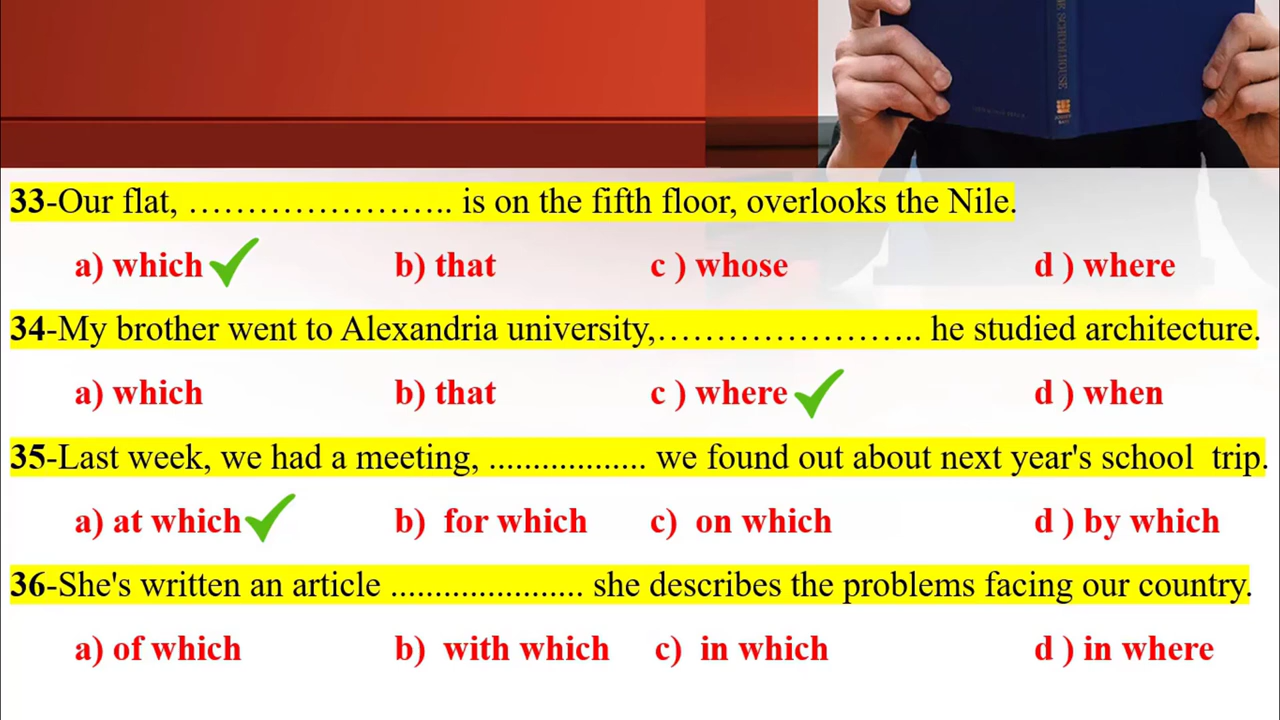 33-Our flat, …………………….. is on the fifth floor, overlooks the Nile.
a) which b) that c ) whose d ) where
34-My brother went to Alexandria university,………………….. he studied architecture.
a) which b) that c ) where d ) when
35-Last week, we had a meeting, .................. we found out about next year's school trip.
a) at which b) for which c) on which d ) by which
36-She's written an article ...................... she describes the problems facing our country.
a) of which b) with which c) in which d ) in where